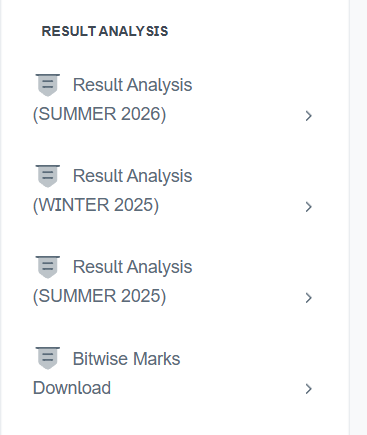 RESULT ANALYSIS
Result Analysis
(SUMMER 2026)
Result Analysis
(WINTER 2025)
Result Analysis
(SUMMER 2025)
Bitwise Marks
Download